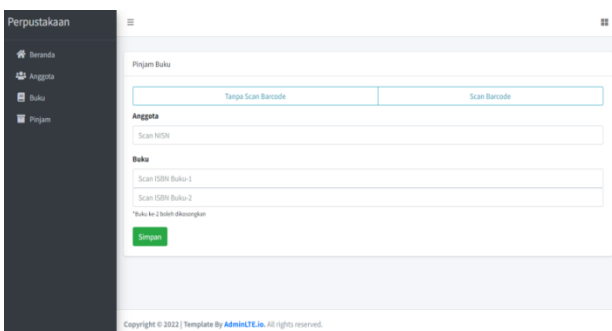 Perpustakaan
Beranda
Anggota
Buku
Pinjam
Pinjam Buku
Tanpa Scan Barcode
Scan Barcode
Anggota
Scan NISN
Buku
Scan ISBN Buku-1
Scan ISBN Buku-2
*Buku ke-2 boleh dikosongkan
Simpan
Copyright © 2022 | Template By AdminLTE.io. All rights reserved.